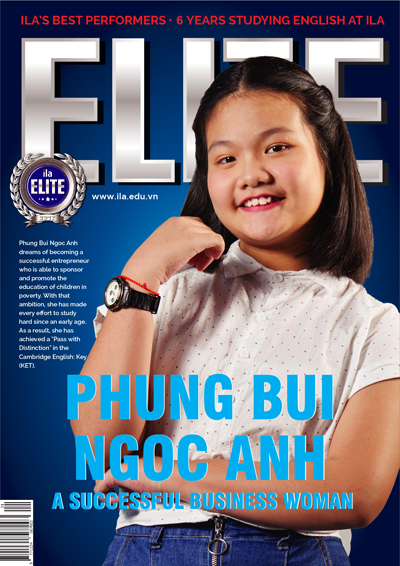 ILA'S BEST PERFORMERS • 6 YEARS STUDYING ENGLISH AT ILA
ELITE
ila
ELITE
2017
www.ila.edu.vn
Phung Bui Ngoc Anh
dreams of becoming a
successful entrepreneur
who is able to sponsor
and promote the
education of children in
poverty. With that
ambition, she has made
every effort to study
hard since an early age.
As a result, she has
achieved a "Pass with
Distinction" in the
Cambridge English: Key
(KET).
PHUNG BUI
NGOC ANH
A SUCCESSFUL BUSINESS WOMAN